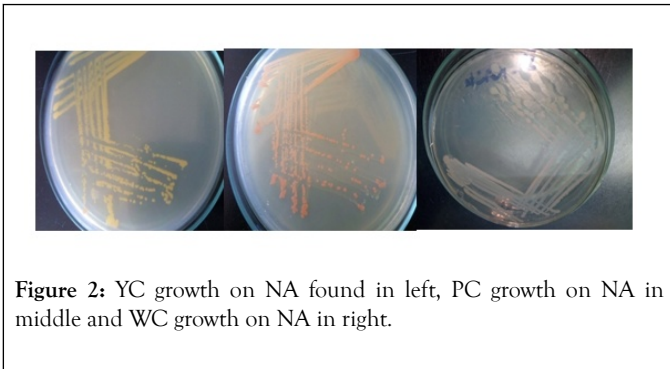 Figure 2: YC growth on NA found in left, PC growth on NA in
middle and WC growth on NA in right.